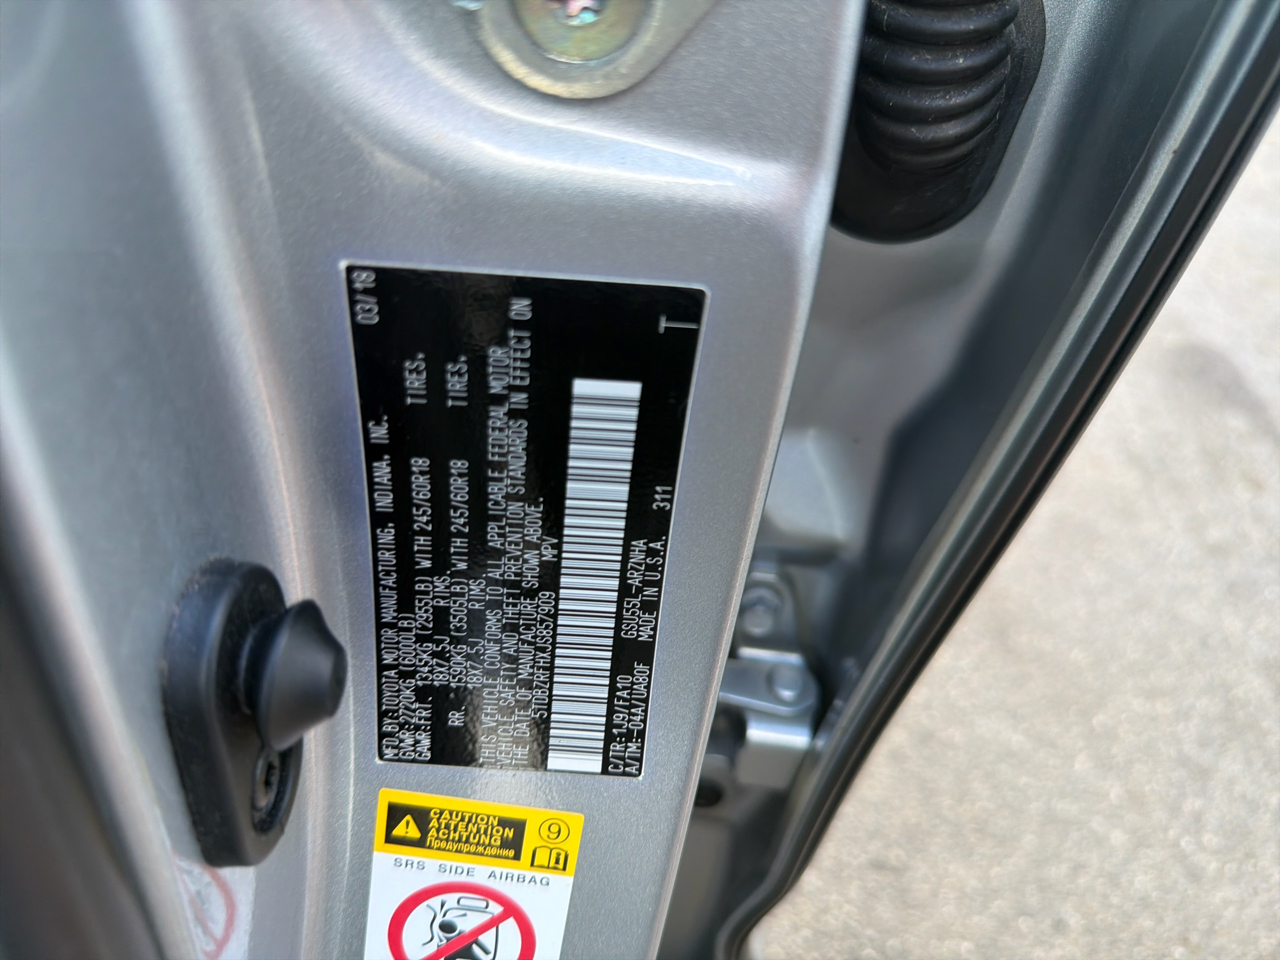 MFD.BY:TOYOTA MOTOR MANUFACTURING, INDIANA, INC. 03/18
GVWR:2720KG (6000LB)
GAWR:FRT. 1345KG (2955LB) WITH 245/60R18 TIRES.
18X7.5J RIMS.
RR. 1590KG (3505LB) WITH 245/60R18 TIRES.
18X7.5J RIMS.
THIS VEHICLE CONFORMS TO ALL APPLICABLE FEDERAL MOTOR
VEHICLE SAFETY AND THEFT PREVENTION STANDARDS IN EFFECT ON
THE DATE OF MANUFACTURE SHOWN ABOVE.
5TDBZRFHXJS857909 MPV
C/TR:1J9/FA10 GSU55L-ARZNHA
A/TM:-04A/UA80F MADE IN U.S.A. 311 T
CAUTION
ATTENTION
ACHTUNG
Предупреждение
9
SRS SIDE AIRBAG